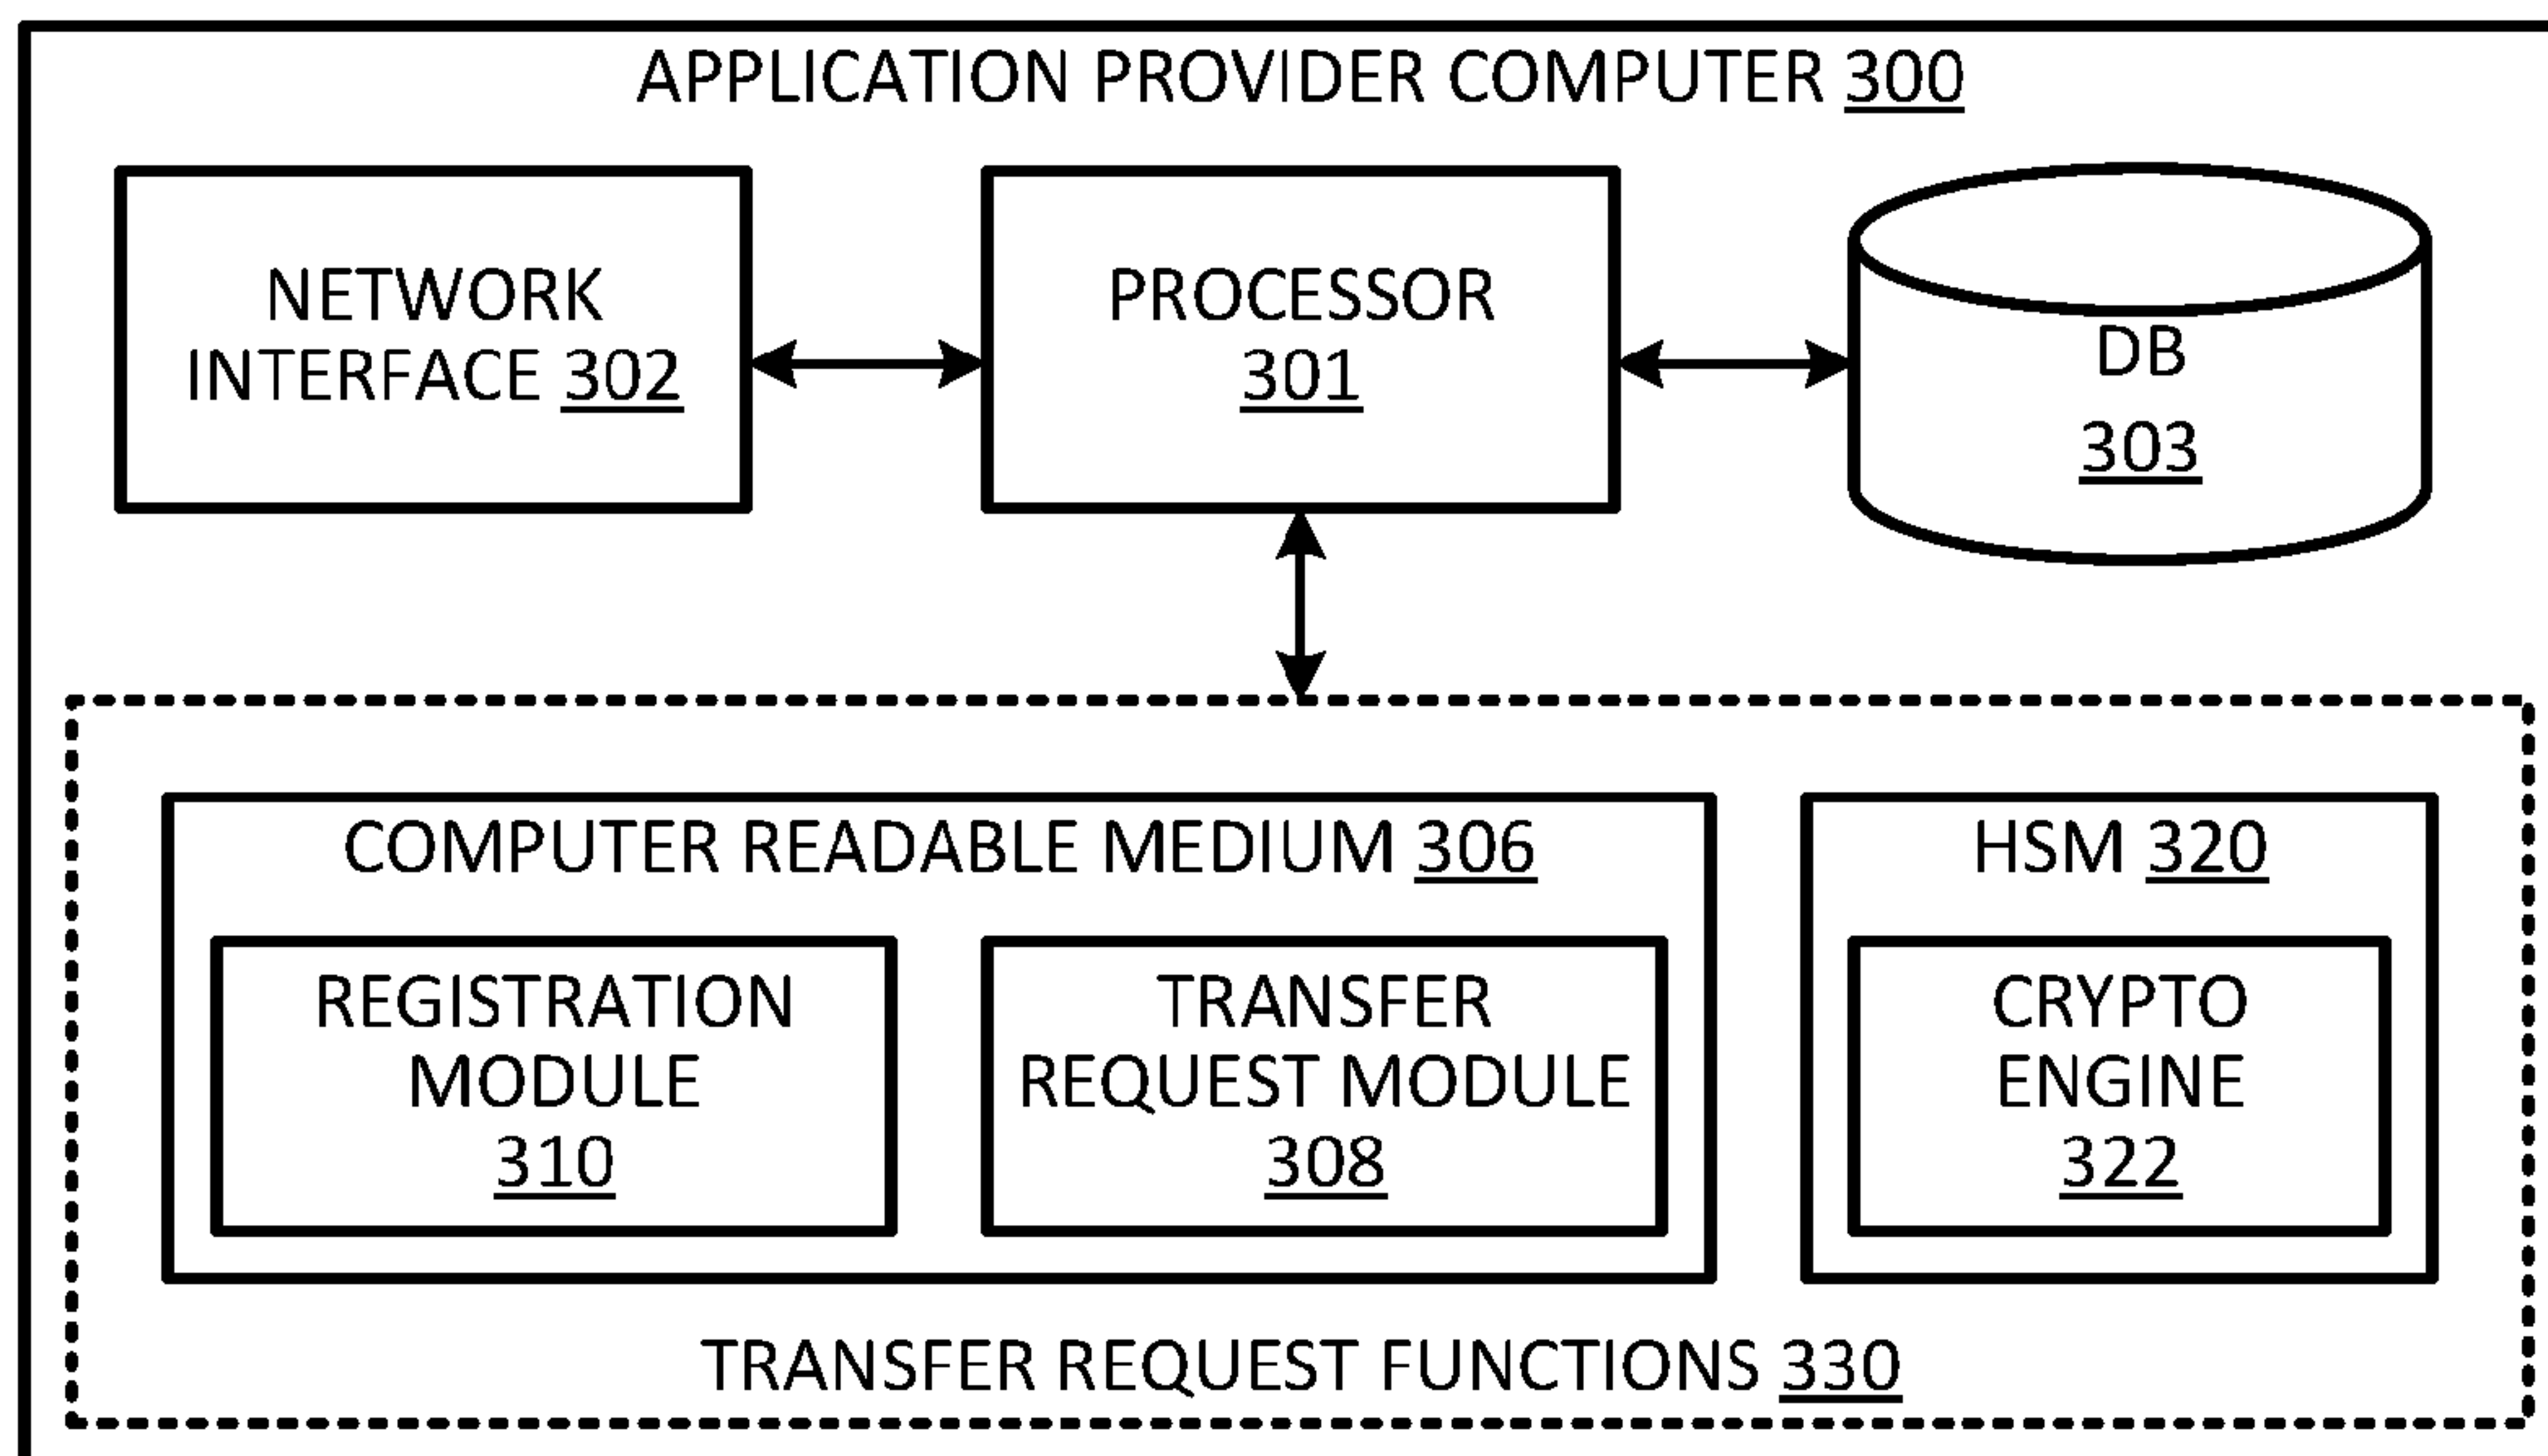 APPLICATION PROVIDER COMPUTER 300
NETWORK
INTERFACE 302
PROCESSOR
301
DB
303
COMPUTER READABLE MEDIUM 306
REGISTRATION
MODULE
310
TRANSFER
REQUEST MODULE
308
HSM 320
CRYPTO
ENGINE
322
TRANSFER REQUEST FUNCTIONS 330